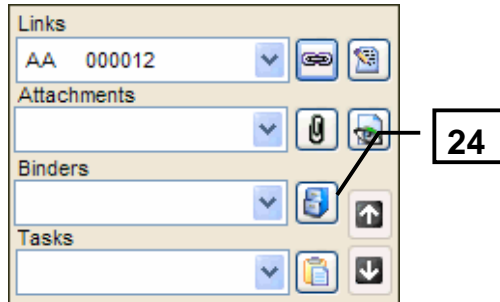 Links
AA 000012
Attachments
24
Binders
Tasks